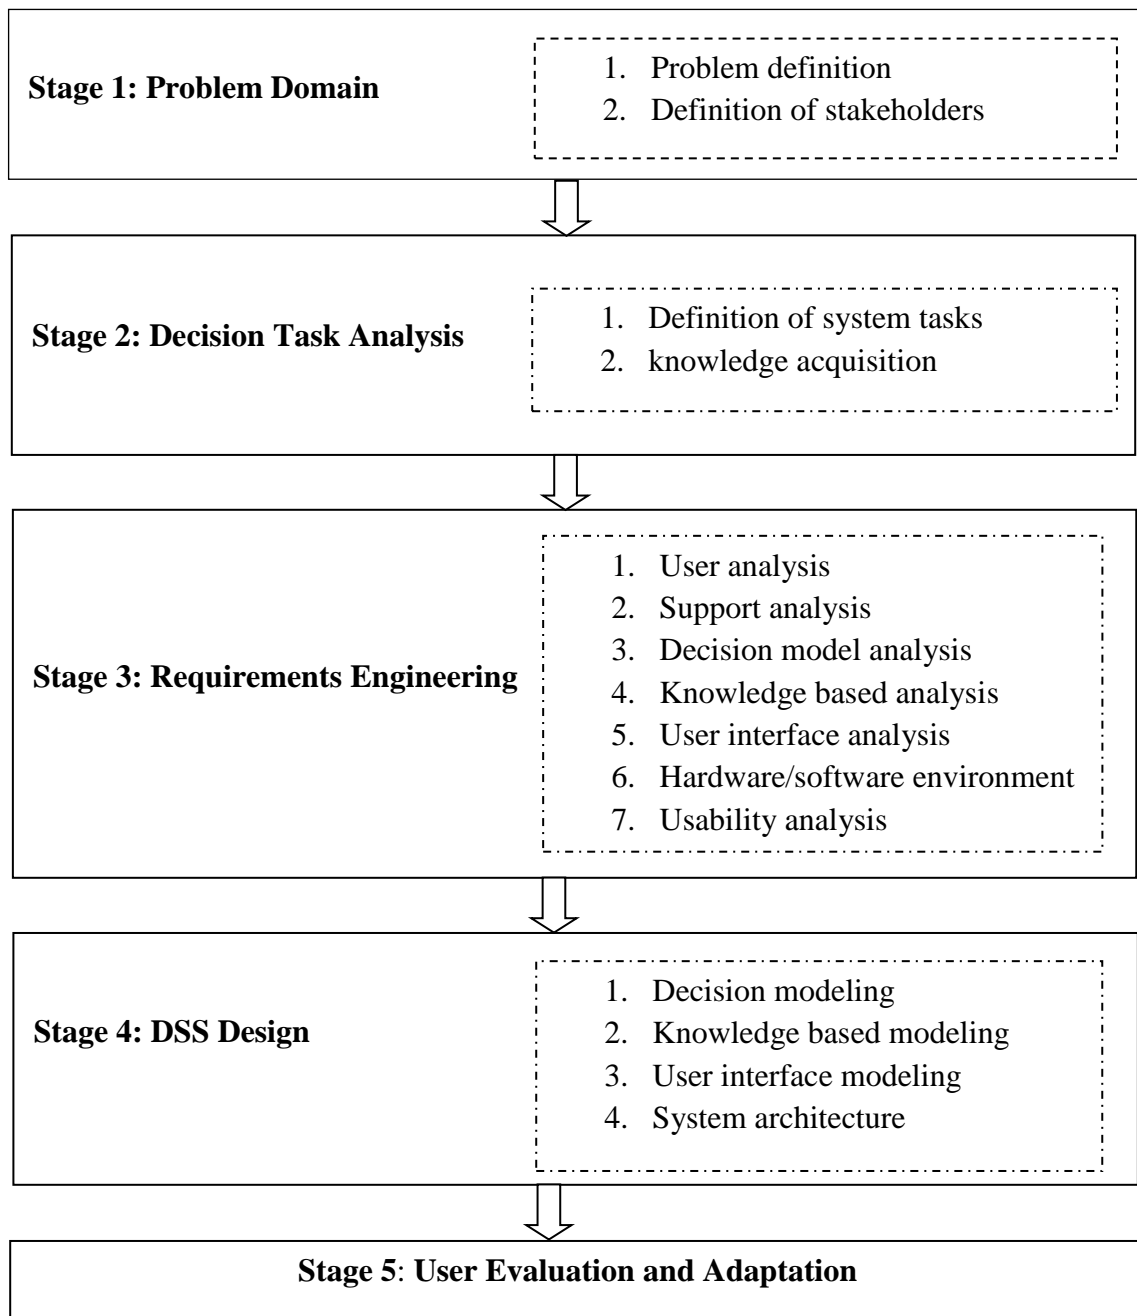 Stage 1: Problem Domain
1. Problem definition
2. Definition of stakeholders
Stage 2: Decision Task Analysis
1. Definition of system tasks
2. knowledge acquisition
Stage 3: Requirements Engineering
1. User analysis
2. Support analysis
3. Decision model analysis
4. Knowledge based analysis
5. User interface analysis
6. Hardware/software environment
7. Usability analysis
Stage 4: DSS Design
1. Decision modeling
2. Knowledge based modeling
3. User interface modeling
4. System architecture
Stage 5: User Evaluation and Adaptation